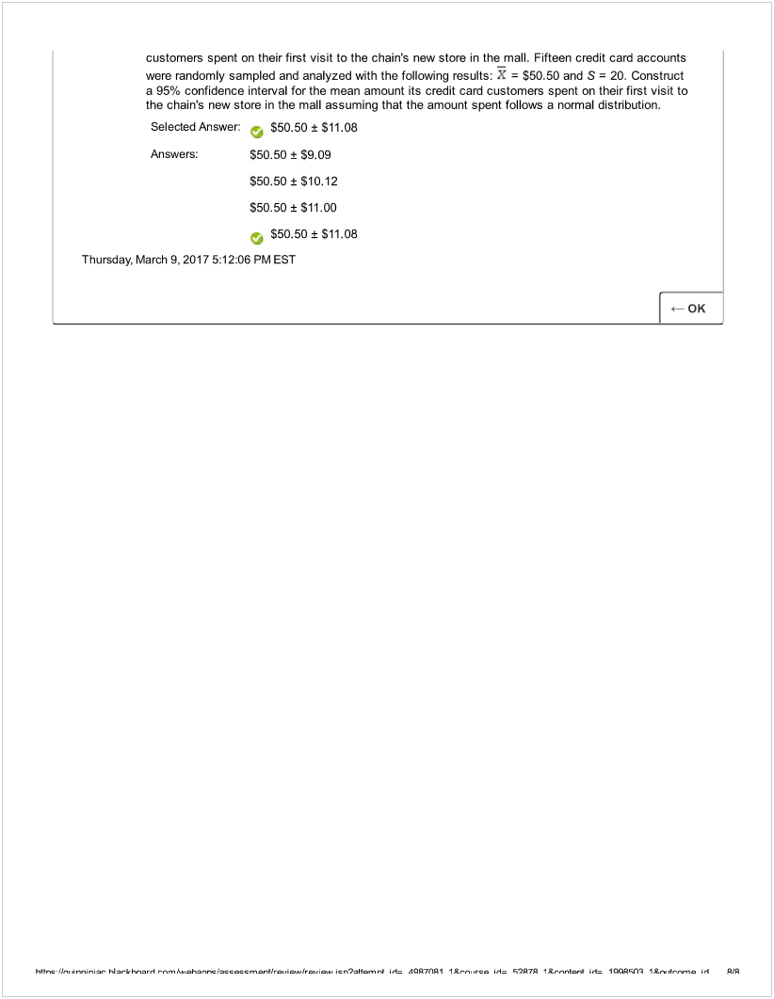 customers spent on their first visit to the chain's new store in the mall. Fifteen credit card accounts
were randomly sampled and analyzed with the following results: X̅ = $50.50 and S = 20. Construct
a 95% confidence interval for the mean amount its credit card customers spent on their first visit to
the chain's new store in the mall assuming that the amount spent follows a normal distribution.
Selected Answer: $50.50 ± $11.08
Answers: $50.50 ± $9.09
$50.50 ± $10.12
$50.50 ± $11.00
$50.50 ± $11.08
Thursday, March 9, 2017 5:12:06 PM EST
← OK
https://quinnipiac.blackboard.com/webapps/assessment/review/review.jsp?attempt_id=_4987081_1&course_id=_52878_1&content_id=_1998503_1&outcome_id… 8/8